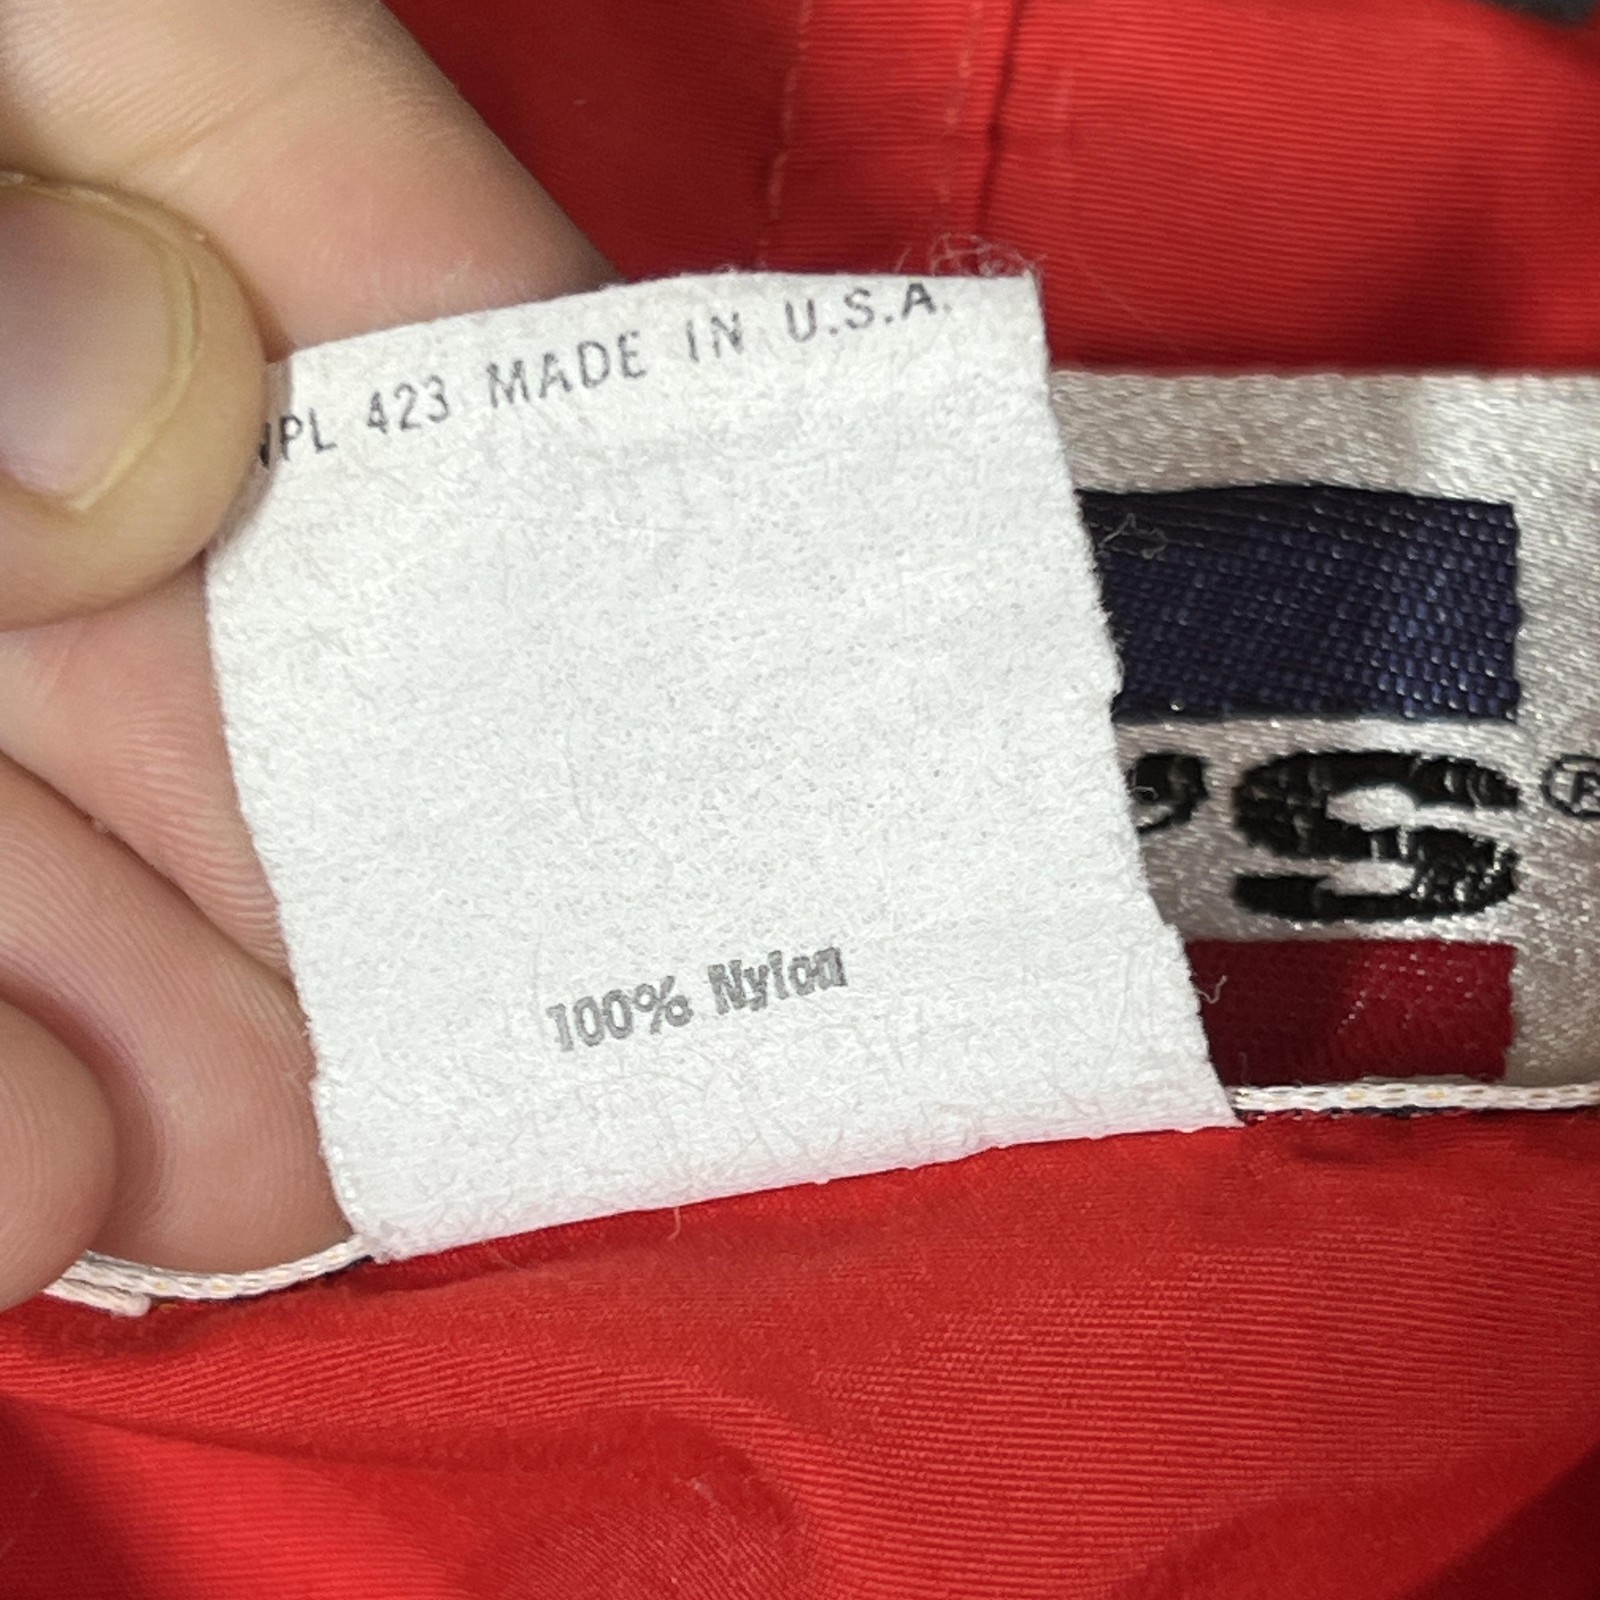 WPL 423 MADE IN U.S.A.
'S®
100% Nylon